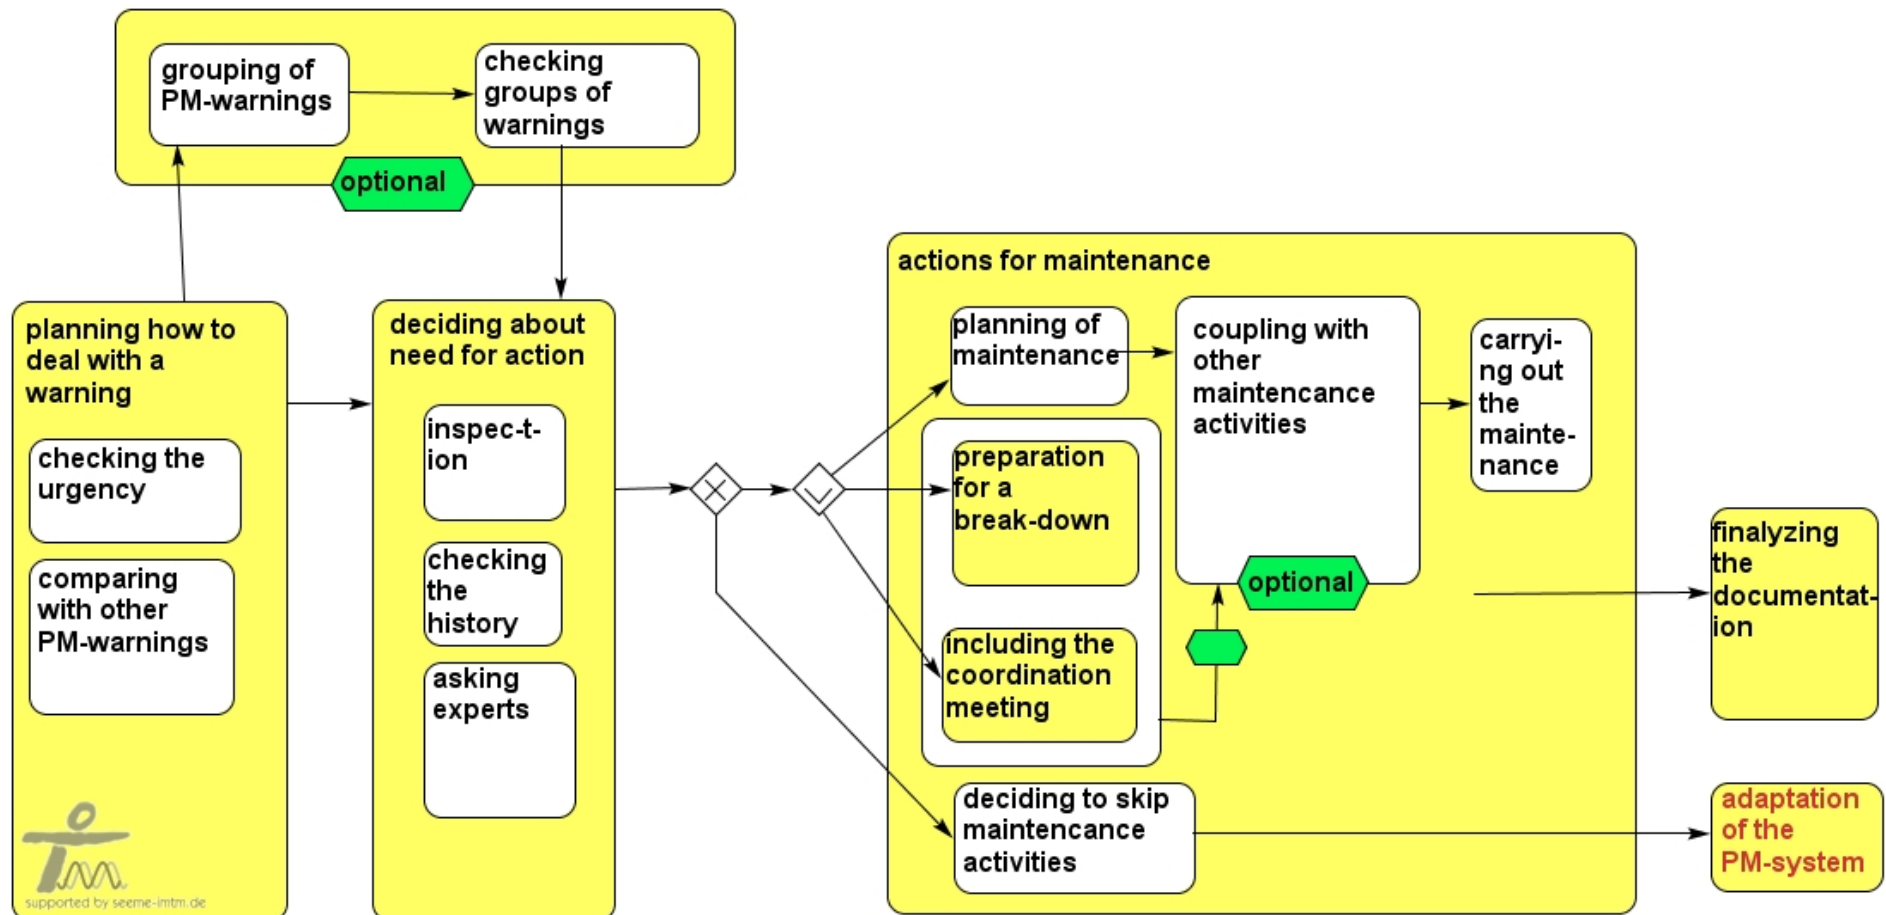 grouping of
PM-warnings
checking
groups of
warnings
optional
planning how to
deal with a
warning
checking the
urgency
comparing
with other
PM-warnings
supported by seeme-imtm.de
deciding about
need for action
inspec-t-
ion
checking
the
history
asking
experts
actions for maintenance
planning of
maintenance
preparation
for a
break-down
including the
coordination
meeting
coupling with
other
maintencance
activities
optional
carryi-
ng out
the
mainte-
nance
deciding to skip
maintencance
activities
finalyzing
the
documentat-
ion
adaptation
of the
PM-system